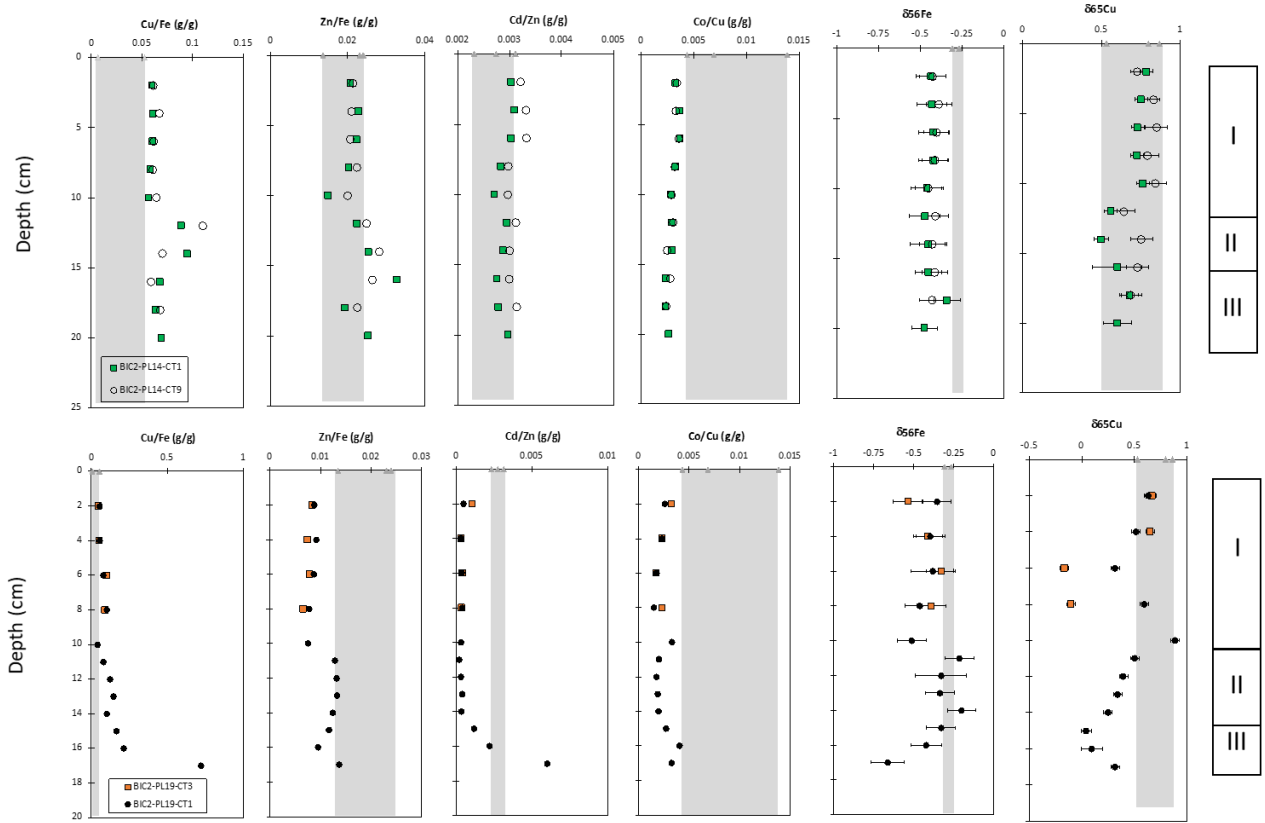 Cu/Fe (g/g) Zn/Fe (g/g) Cd/Zn (g/g) Co/Cu (g/g) δ56Fe δ65Cu
0 0.05 0.1 0.15 0 0.02 0.04 0.002 0.003 0.004 0.005 0 0.005 0.01 0.015 -1 -0.75 -0.5 -0.25 0 0 0.5 1
0
5
10
15
20
25
Depth (cm)
BIC2-PL14-CT1
BIC2-PL14-CT9
I
II
III
Cu/Fe (g/g) Zn/Fe (g/g) Cd/Zn (g/g) Co/Cu (g/g) δ56Fe δ65Cu
0 0.5 1 0 0.01 0.02 0.03 0 0.005 0.01 0 0.005 0.01 0.015 -1 -0.75 -0.5 -0.25 0 -0.5 0 0.5 1
0
2
4
6
8
10
12
14
16
18
20
Depth (cm)
BIC2-PL19-CT3
BIC2-PL19-CT1
I
II
III